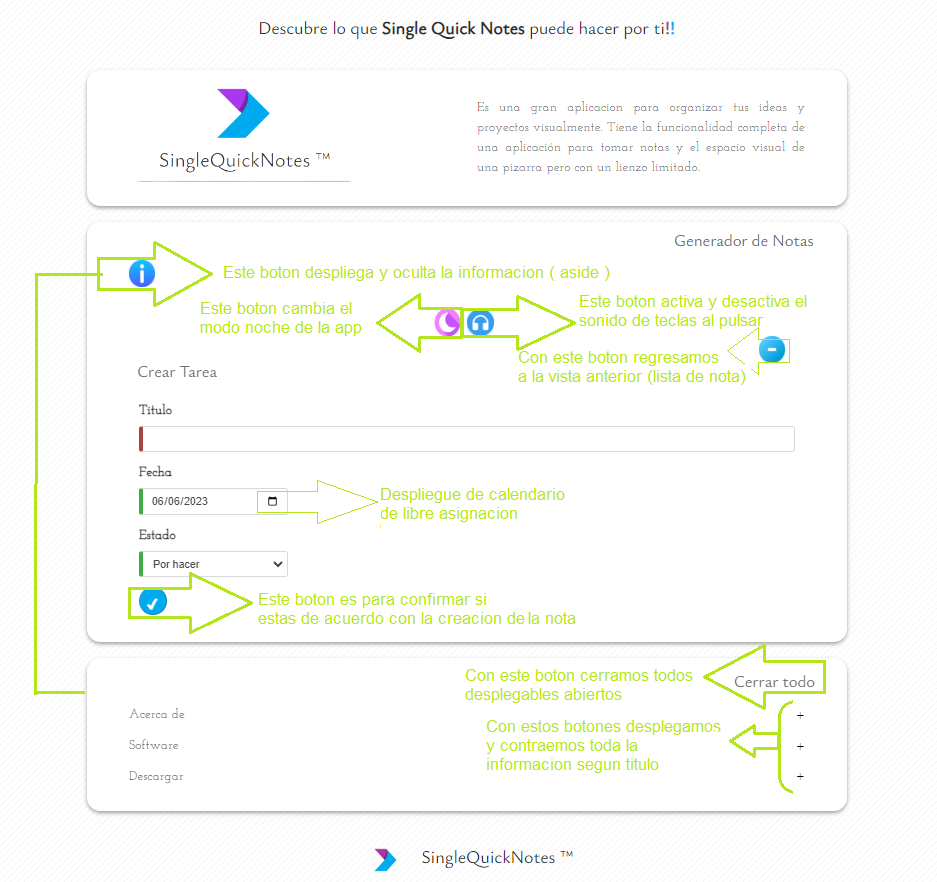 Descubre lo que Single Quick Notes puede hacer por ti!!
SingleQuickNotes ™
Es una gran aplicacion para organizar tus ideas y
proyectos visualmente. Tiene la funcionalidad completa de
una aplicación para tomar notas y el espacio visual de
una pizarra pero con un lienzo limitado.
Generador de Notas
Este boton despliega y oculta la informacion ( aside )
Este boton cambia el
modo noche de la app
Este boton activa y desactiva el
sonido de teclas al pulsar
Con este boton regresamos
a la vista anterior (lista de nota)
Crear Tarea
Titulo
Fecha
06/06/2023
Despliegue de calendario
de libre asignacion
Estado
Por hacer
Este boton es para confirmar si
estas de acuerdo con la creacion de la nota
Con este boton cerramos todos
desplegables abiertos
Cerrar todo
Acerca de +
Con estos botones desplegamos
y contraemos toda la
informacion segun titulo
Software +
Descargar +
SingleQuickNotes ™